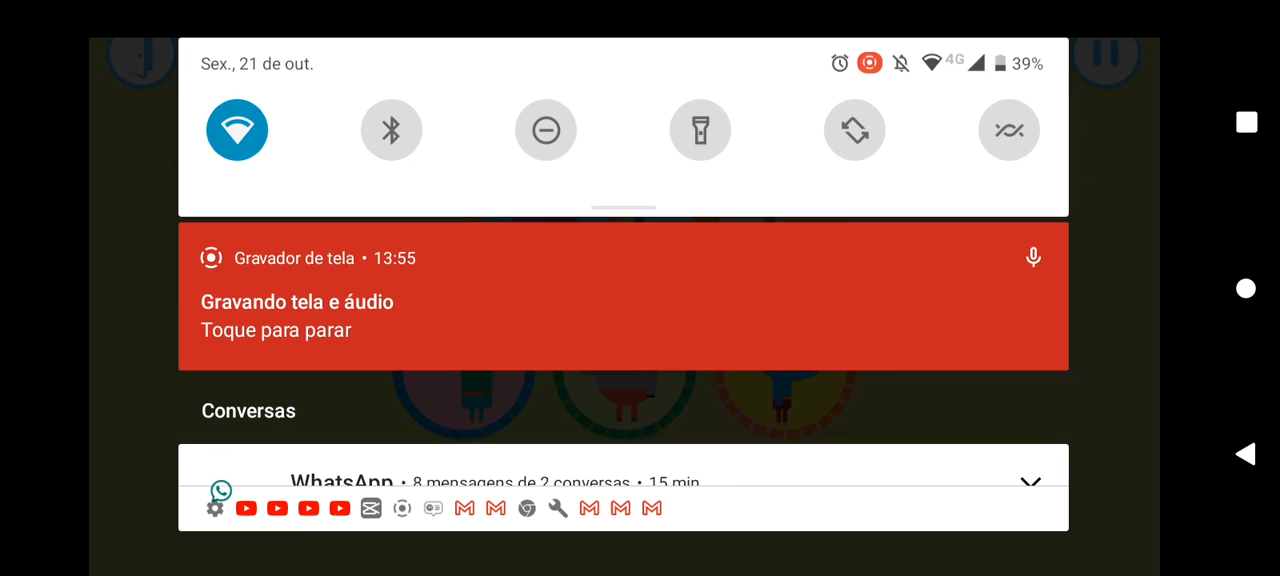 Sex., 21 de out.
4G 39%
Gravador de tela • 13:55
Gravando tela e áudio
Toque para parar
Conversas
WhatsApp • 8 mensagens de 2 conversas • 15 min